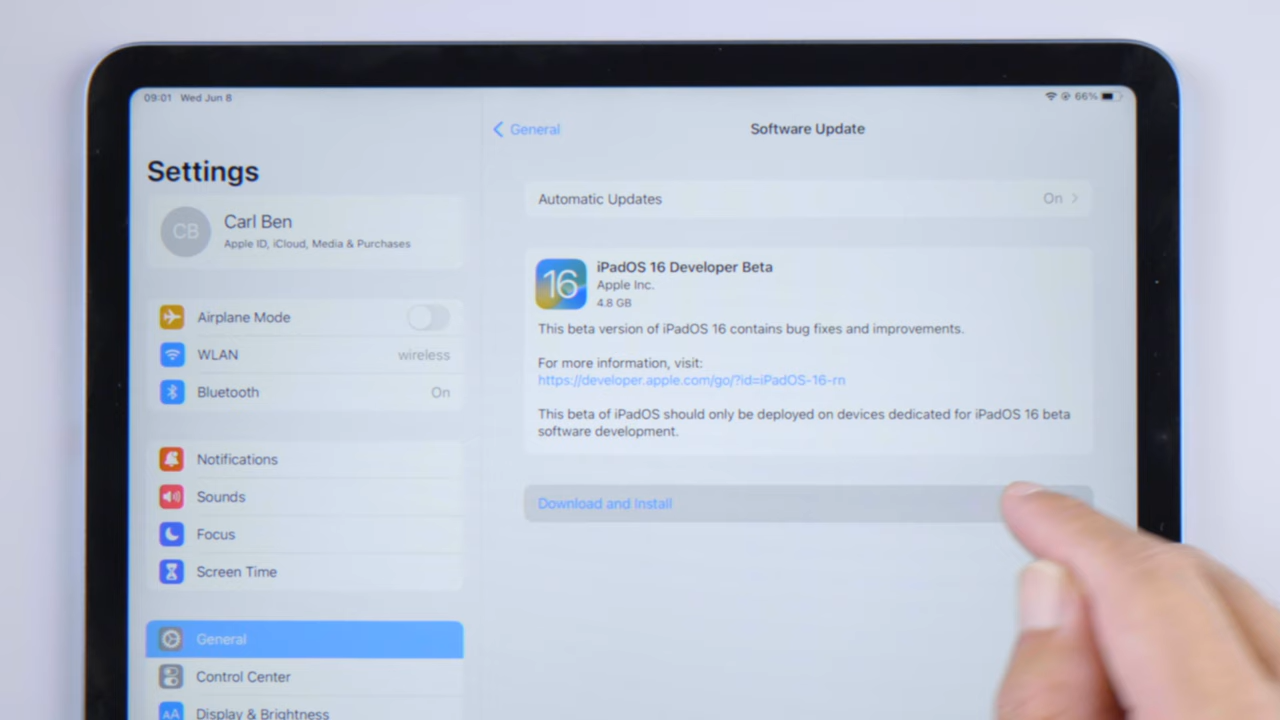 09:01 Wed Jun 8
66%
Settings
CB
Carl Ben
Apple ID, iCloud, Media & Purchases
Airplane Mode
WLAN wireless
Bluetooth On
Notifications
Sounds
Focus
Screen Time
General
Control Center
AA Display & Brightness
General
Software Update
Automatic Updates On
16
iPadOS 16 Developer Beta
Apple Inc.
4.8 GB
This beta version of iPadOS 16 contains bug fixes and improvements.
For more information, visit:
https://developer.apple.com/go/?id=iPadOS-16-rn
This beta of iPadOS should only be deployed on devices dedicated for iPadOS 16 beta
software development.
Download and Install